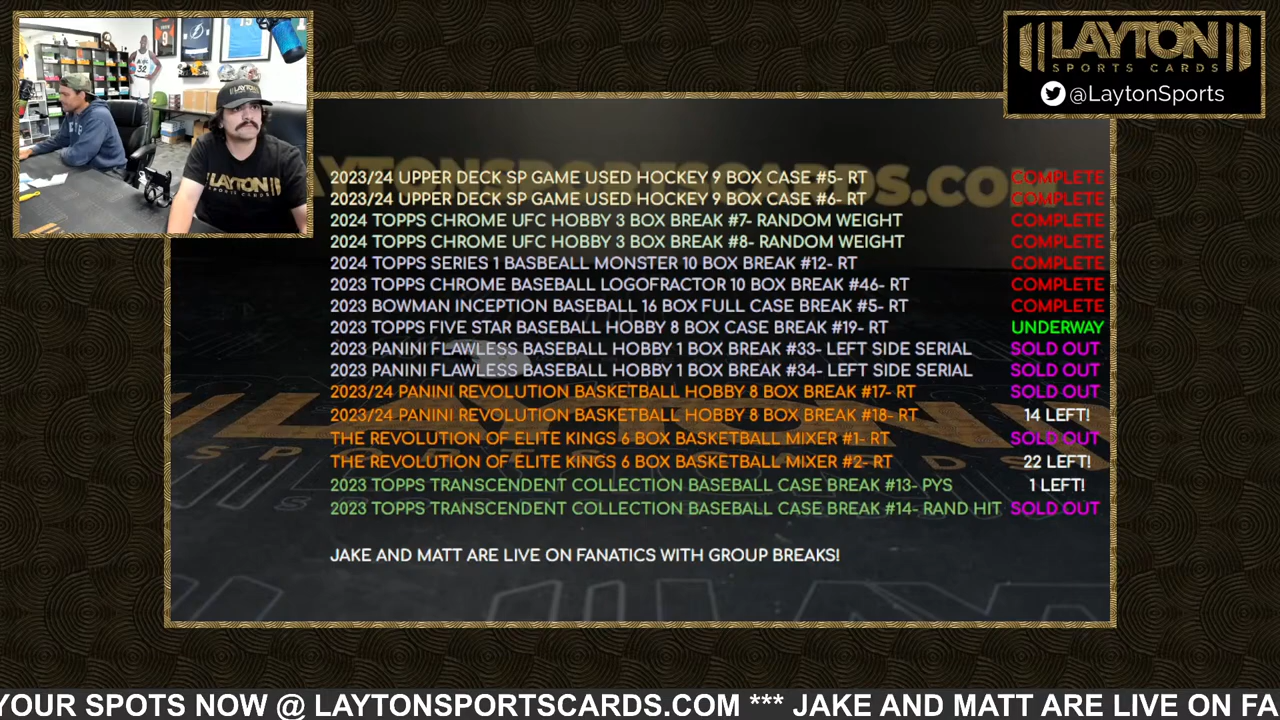 LAYTON
SPORTS CARDS
@LaytonSports
LAYTONSPORTSCARDS.COM
2023/24 UPPER DECK SP GAME USED HOCKEY 9 BOX CASE #5- RT COMPLETE
2023/24 UPPER DECK SP GAME USED HOCKEY 9 BOX CASE #6- RT COMPLETE
2024 TOPPS CHROME UFC HOBBY 3 BOX BREAK #7- RANDOM WEIGHT COMPLETE
2024 TOPPS CHROME UFC HOBBY 3 BOX BREAK #8- RANDOM WEIGHT COMPLETE
2024 TOPPS SERIES 1 BASBEALL MONSTER 10 BOX BREAK #12- RT COMPLETE
2023 TOPPS CHROME BASEBALL LOGOFRACTOR 10 BOX BREAK #46- RT COMPLETE
2023 BOWMAN INCEPTION BASEBALL 16 BOX FULL CASE BREAK #5- RT COMPLETE
2023 TOPPS FIVE STAR BASEBALL HOBBY 8 BOX CASE BREAK #19- RT UNDERWAY
2023 PANINI FLAWLESS BASEBALL HOBBY 1 BOX BREAK #33- LEFT SIDE SERIAL SOLD OUT
2023 PANINI FLAWLESS BASEBALL HOBBY 1 BOX BREAK #34- LEFT SIDE SERIAL SOLD OUT
2023/24 PANINI REVOLUTION BASKETBALL HOBBY 8 BOX BREAK #17- RT SOLD OUT
2023/24 PANINI REVOLUTION BASKETBALL HOBBY 8 BOX BREAK #18- RT 14 LEFT!
THE REVOLUTION OF ELITE KINGS 6 BOX BASKETBALL MIXER #1- RT SOLD OUT
THE REVOLUTION OF ELITE KINGS 6 BOX BASKETBALL MIXER #2- RT 22 LEFT!
2023 TOPPS TRANSCENDENT COLLECTION BASEBALL CASE BREAK #13- PYS 1 LEFT!
2023 TOPPS TRANSCENDENT COLLECTION BASEBALL CASE BREAK #14- RAND HIT SOLD OUT
JAKE AND MATT ARE LIVE ON FANATICS WITH GROUP BREAKS!
YOUR SPOTS NOW @ LAYTONSPORTSCARDS.COM *** JAKE AND MATT ARE LIVE ON FA